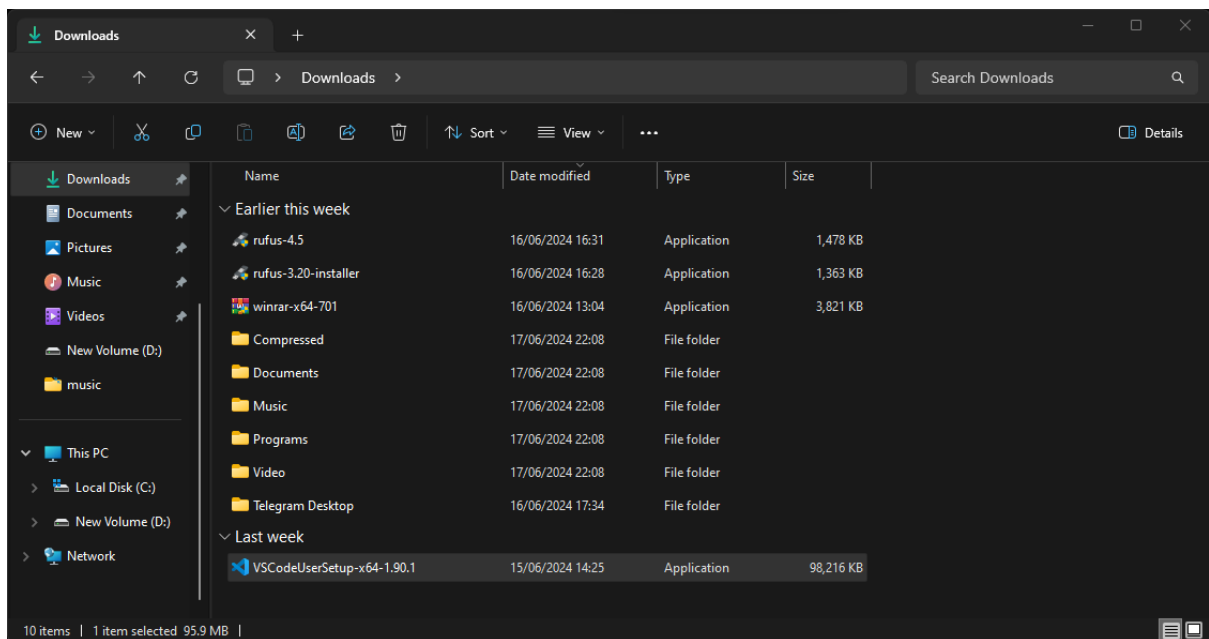 Downloads
Downloads
Search Downloads
New
Sort
View
Details
Downloads
Documents
Pictures
Music
Videos
New Volume (D:)
music
This PC
Local Disk (C:)
New Volume (D:)
Network
Name Date modified Type Size
Earlier this week
rufus-4.5 16/06/2024 16:31 Application 1,478 KB
rufus-3.20-installer 16/06/2024 16:28 Application 1,363 KB
winrar-x64-701 16/06/2024 13:04 Application 3,821 KB
Compressed 17/06/2024 22:08 File folder
Documents 17/06/2024 22:08 File folder
Music 17/06/2024 22:08 File folder
Programs 17/06/2024 22:08 File folder
Video 17/06/2024 22:08 File folder
Telegram Desktop 16/06/2024 17:34 File folder
Last week
VSCodeUserSetup-x64-1.90.1 15/06/2024 14:25 Application 98,216 KB
10 items | 1 item selected 95.9 MB |